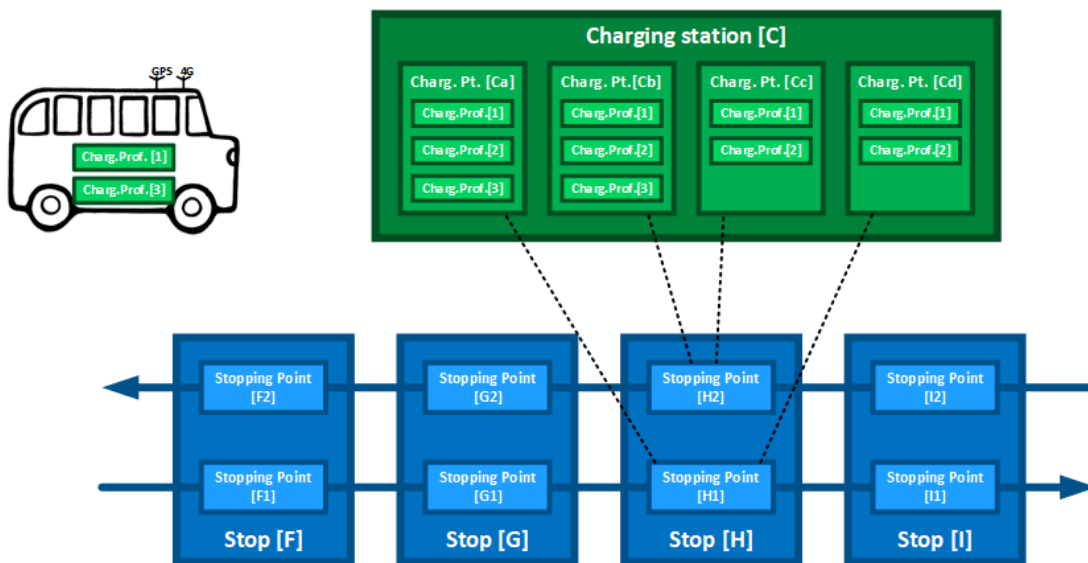 GPS 4G
Charg.Prof. [1]
Charg.Prof.[3]
Charging station [C]
Charg. Pt. [Ca]
Charg.Prof.[1]
Charg.Prof.[2]
Charg.Prof.[3]
Charg. Pt.[Cb]
Charg.Prof.[1]
Charg.Prof.[2]
Charg.Prof.[3]
Charg. Pt. [Cc]
Charg.Prof.[1]
Charg.Prof.[2]
Charg. Pt. [Cd]
Charg.Prof.[1]
Charg.Prof.[2]
Stopping Point
[F2]
Stopping Point
[G2]
Stopping Point
[H2]
Stopping Point
[I2]
Stopping Point
[F1]
Stopping Point
[G1]
Stopping Point
[H1]
Stopping Point
[I1]
Stop [F]
Stop [G]
Stop [H]
Stop [I]